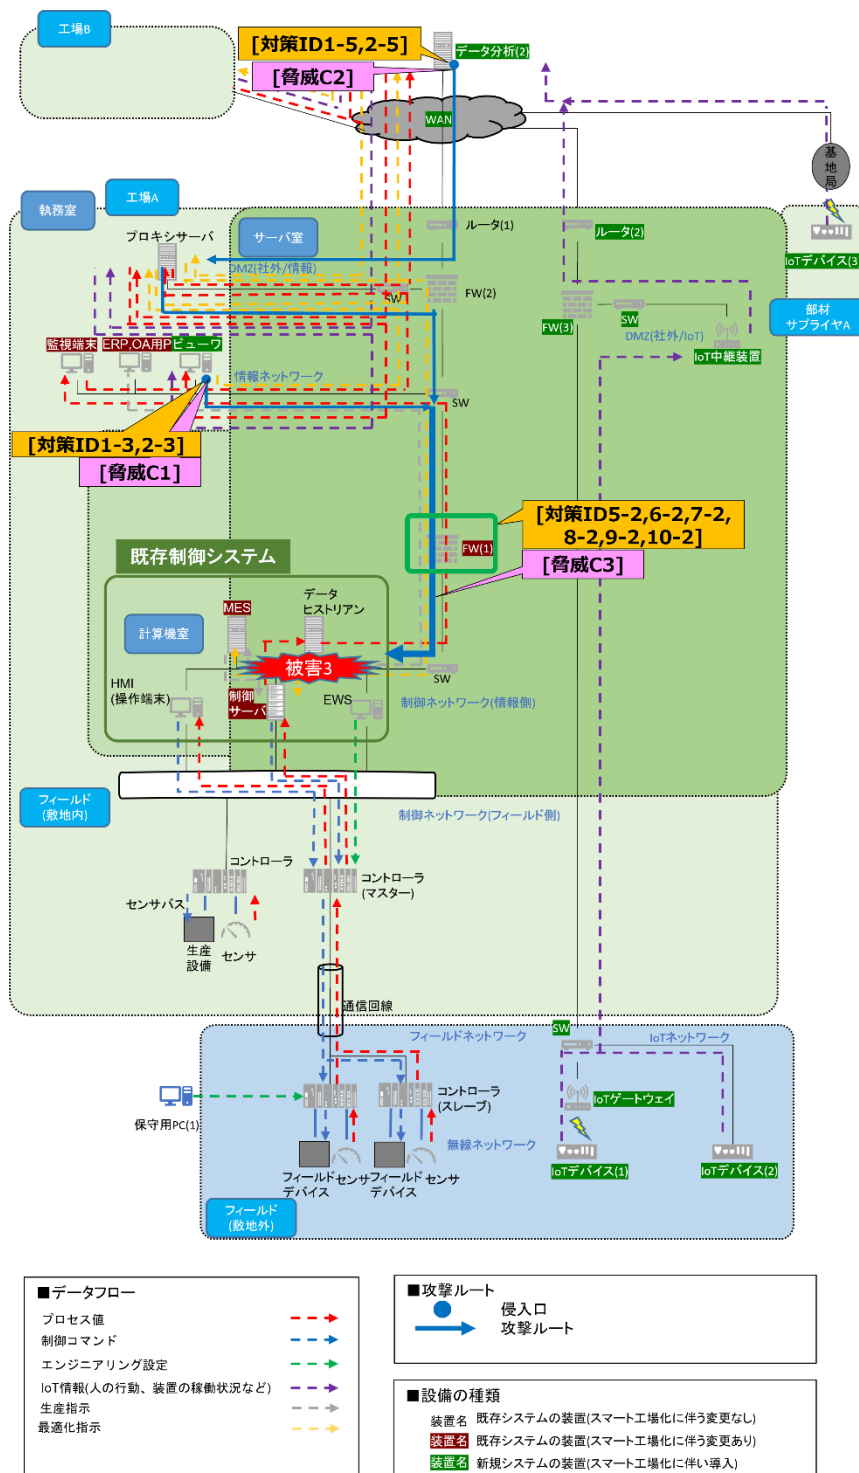 工場B
[対策ID1-5,2-5]
データ分析(2)
[脅威C2]
WAN
基地局
執務室
工場A
サーバ室
プロキシサーバ
ルータ(1)
ルータ(2)
IoTデバイス(3
DMZ(社外/情報)
SW
FW(2)
FW(3)
SW
DMZ(社外/IoT)
IoT中継装置
部材
サプライヤA
監視端末
ERP,OA用P
ビューワ
情報ネットワーク
SW
[対策ID1-3,2-3]
[脅威C1]
[対策ID5-2,6-2,7-2,
8-2,9-2,10-2]
FW(1)
[脅威C3]
既存制御システム
計算機室
MES
データ
ヒストリアン
被害3
SW
HMI
(操作端末)
制御
サーバ
EWS
制御ネットワーク(情報側)
フィールド
(敷地内)
制御ネットワーク(フィールド側)
コントローラ
コントローラ
(マスター)
センサバス
生産
設備
センサ
通信回線
フィールドネットワーク
SW
IoTネットワーク
保守用PC(1)
コントローラ
(スレーブ)
IoTゲートウェイ
無線ネットワーク
フィールド
デバイス
センサ
フィールド
デバイス
センサ
IoTデバイス(1)
IoTデバイス(2)
フィールド
(敷地外)
■データフロー
プロセス値
制御コマンド
エンジニアリング設定
IoT情報(人の行動、装置の稼働状況など)
生産指示
最適化指示
■攻撃ルート
侵入口
攻撃ルート
■設備の種類
装置名 既存システムの装置(スマート工場化に伴う変更なし)
装置名 既存システムの装置(スマート工場化に伴う変更あり)
装置名 新規システムの装置(スマート工場化に伴い導入)